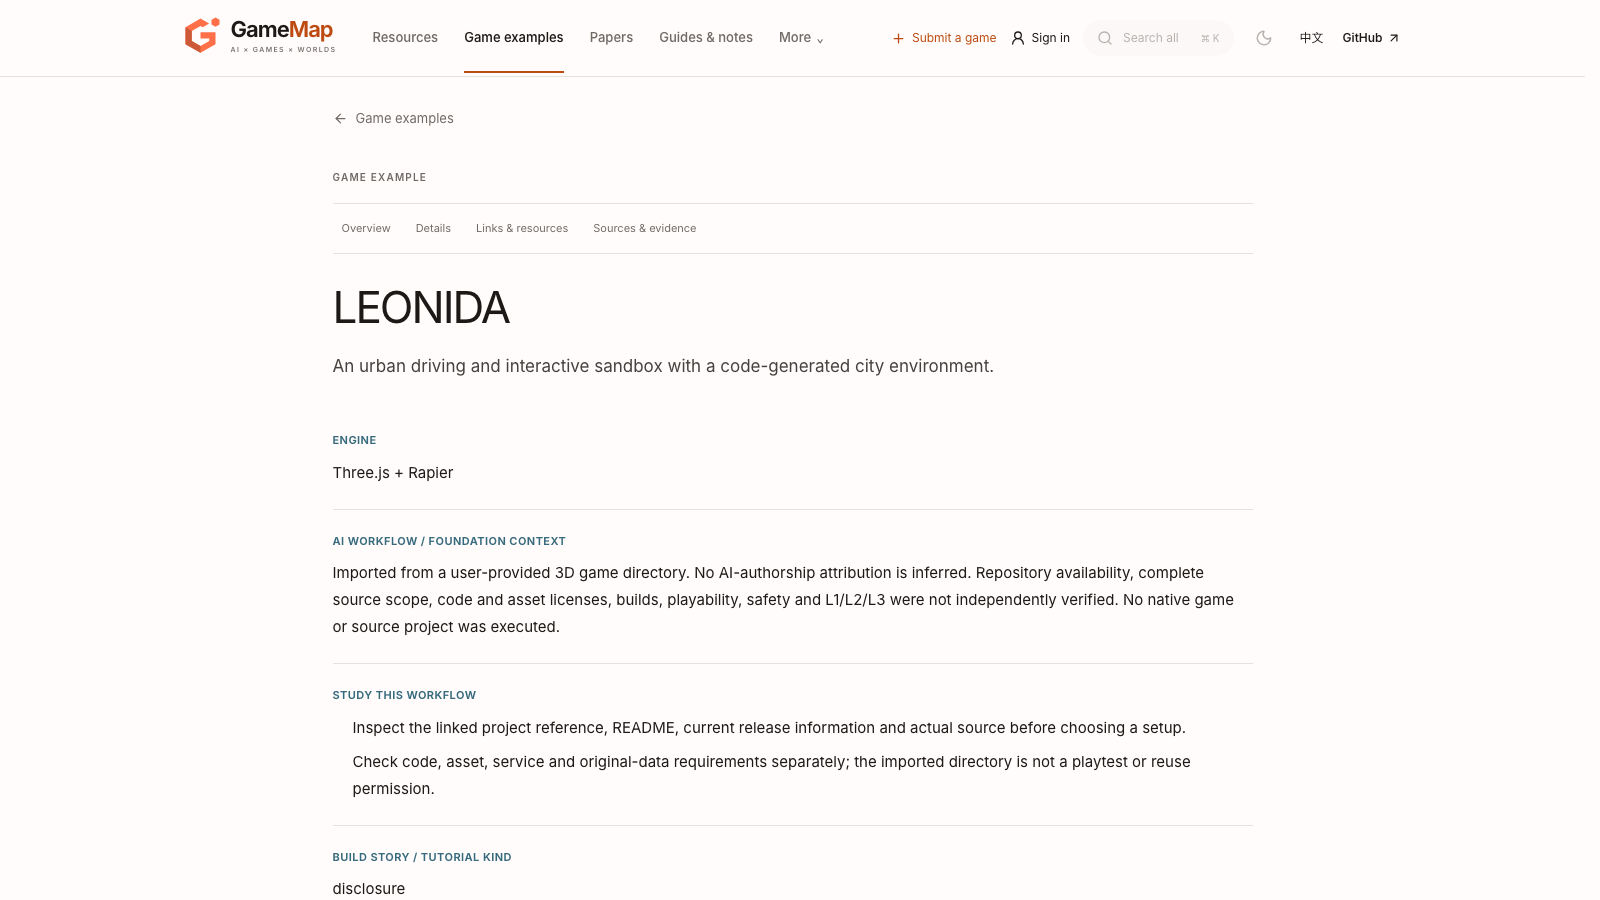 GameMap
AI × GAMES × WORLDS
Resources
Game examples
Papers
Guides & notes
More
Submit a game
Sign in
Search all
⌘ K
中文
GitHub
Game examples
GAME EXAMPLE
Overview
Details
Links & resources
Sources & evidence
LEONIDA
An urban driving and interactive sandbox with a code-generated city environment.
ENGINE
Three.js + Rapier
AI WORKFLOW / FOUNDATION CONTEXT
Imported from a user-provided 3D game directory. No AI-authorship attribution is inferred. Repository availability, complete
source scope, code and asset licenses, builds, playability, safety and L1/L2/L3 were not independently verified. No native game
or source project was executed.
STUDY THIS WORKFLOW
Inspect the linked project reference, README, current release information and actual source before choosing a setup.
Check code, asset, service and original-data requirements separately; the imported directory is not a playtest or reuse
permission.
BUILD STORY / TUTORIAL KIND
disclosure